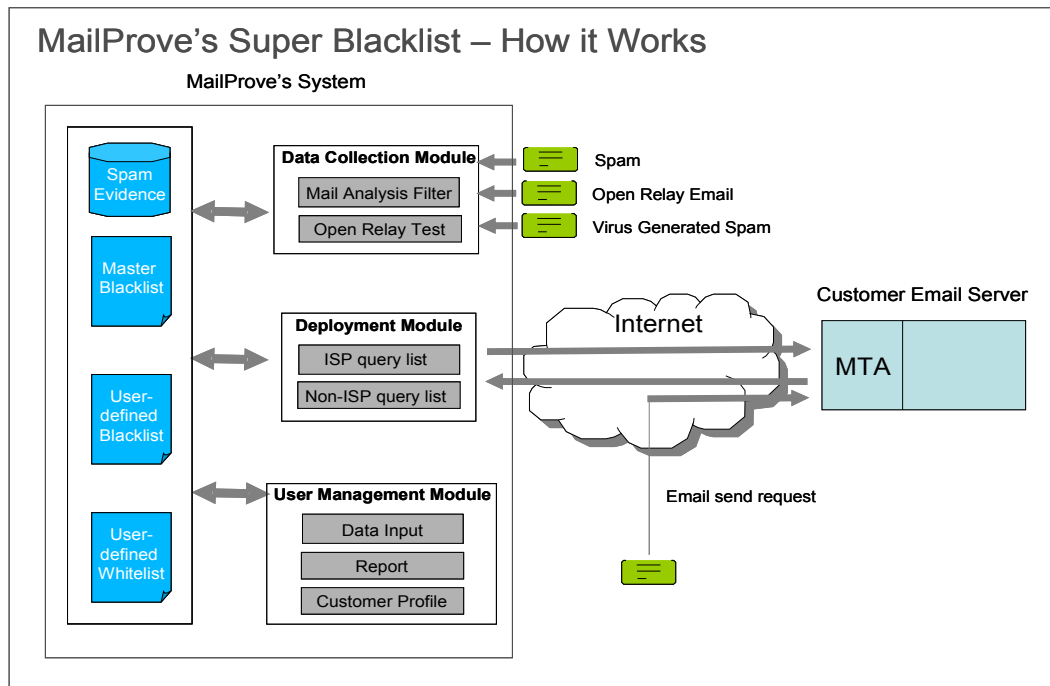 MailProve's Super Blacklist – How it Works
MailProve's System
Spam
Evidence
Master
Blacklist
User-
defined
Blacklist
User-
defined
Whitelist
Data Collection Module
Mail Analysis Filter
Open Relay Test
Spam
Open Relay Email
Virus Generated Spam
Deployment Module
ISP query list
Non-ISP query list
Internet
Customer Email Server
MTA
User Management Module
Data Input
Report
Customer Profile
Email send request